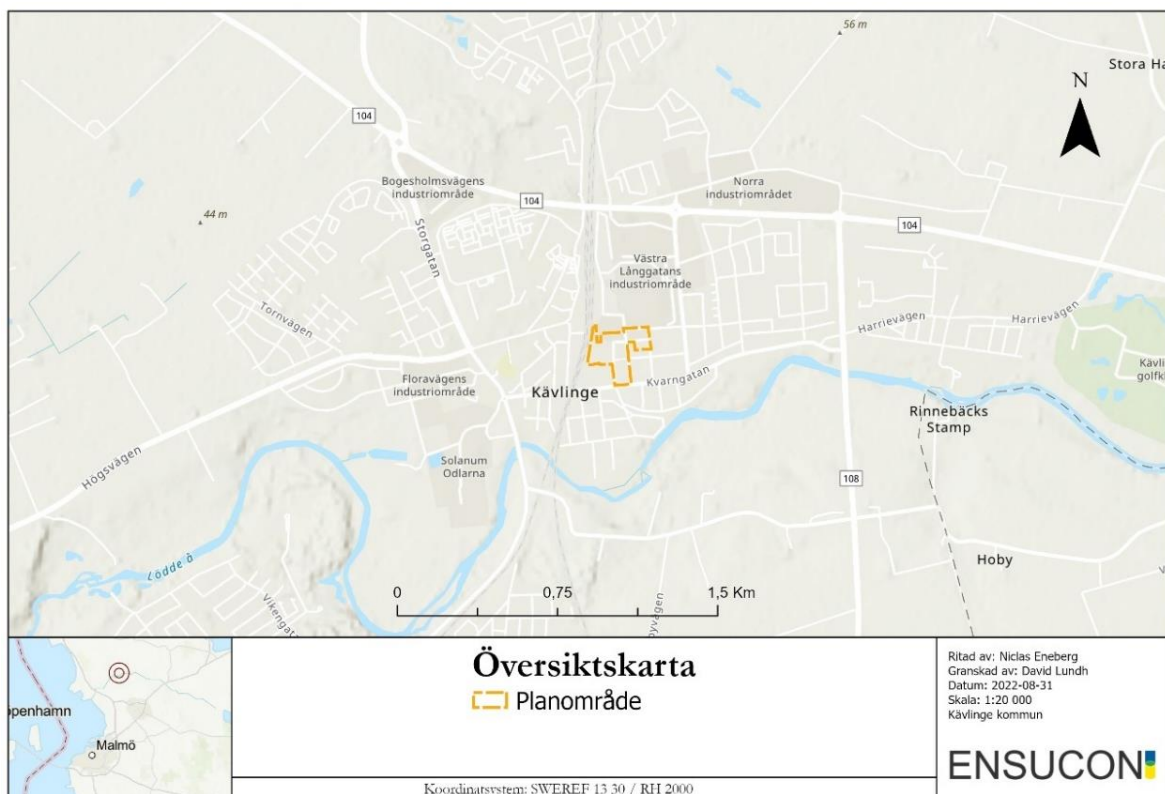 56 m
Stora Ha
N
104
Bogesholmsvägens
industriområde
Norra
industriområdet
104
44 m
104
Storgatan
Västra
Långgatans
industriområde
Tornvägen
Harrievägen
Harrievägen
Floravägens
industriområde
Kävlinge
Kvarngatan
Kävli
golfkl
Rinnebäcks
Stamp
Högsvägen
Solanum
Odlarna
108
Lödde å
Hoby
Vikengat
0
0,75
1,5 Km
byvägen
Översiktskarta
Planområde
openhamn
Malmö
Koordinatsystem: SWEREF 13 30 / RH 2000
Ritad av: Niclas Eneberg
Granskad av: David Lundh
Datum: 2022-08-31
Skala: 1:20 000
Kävlinge kommun
ENSUCON